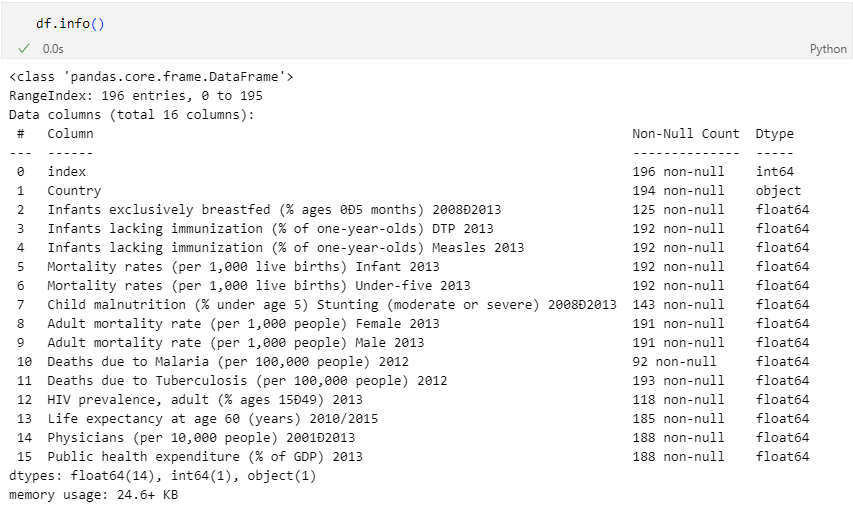 df.info()
✓ 0.0s Python
<class 'pandas.core.frame.DataFrame'>
RangeIndex: 196 entries, 0 to 195
Data columns (total 16 columns):
 #   Column                                                                      Non-Null Count  Dtype
---  ------                                                                      --------------  -----
 0   index                                                                       196 non-null    int64
 1   Country                                                                     194 non-null    object
 2   Infants exclusively breastfed (% ages 0Ð5 months) 2008Ð2013                 125 non-null    float64
 3   Infants lacking immunization (% of one-year-olds) DTP 2013                  192 non-null    float64
 4   Infants lacking immunization (% of one-year-olds) Measles 2013              192 non-null    float64
 5   Mortality rates (per 1,000 live births) Infant 2013                         192 non-null    float64
 6   Mortality rates (per 1,000 live births) Under-five 2013                     192 non-null    float64
 7   Child malnutrition (% under age 5) Stunting (moderate or severe) 2008Ð2013  143 non-null    float64
 8   Adult mortality rate (per 1,000 people) Female 2013                         191 non-null    float64
 9   Adult mortality rate (per 1,000 people) Male 2013                           191 non-null    float64
 10  Deaths due to Malaria (per 100,000 people) 2012                             92 non-null     float64
 11  Deaths due to Tuberculosis (per 100,000 people) 2012                        193 non-null    float64
 12  HIV prevalence, adult (% ages 15Ð49) 2013                                   118 non-null    float64
 13  Life expectancy at age 60 (years) 2010/2015                                 185 non-null    float64
 14  Physicians (per 10,000 people) 2001Ð2013                                    188 non-null    float64
 15  Public health expenditure (% of GDP) 2013                                   188 non-null    float64
dtypes: float64(14), int64(1), object(1)
memory usage: 24.6+ KB